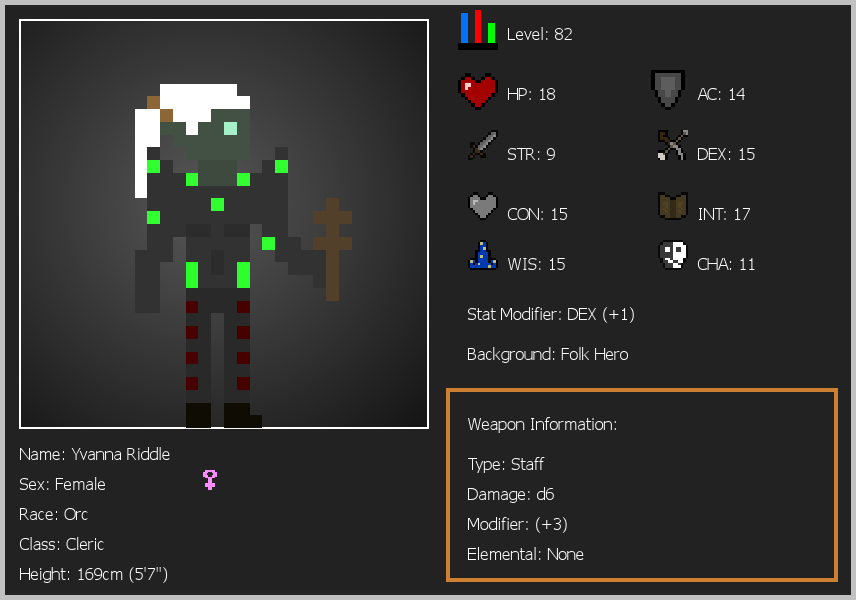 Level: 82
HP: 18
AC: 14
STR: 9
DEX: 15
CON: 15
INT: 17
WIS: 15
CHA: 11
Stat Modifier: DEX (+1)
Background: Folk Hero
Weapon Information:
Type: Staff
Damage: d6
Modifier: (+3)
Elemental: None
Name: Yvanna Riddle
Sex: Female
Race: Orc
Class: Cleric
Height: 169cm (5'7")